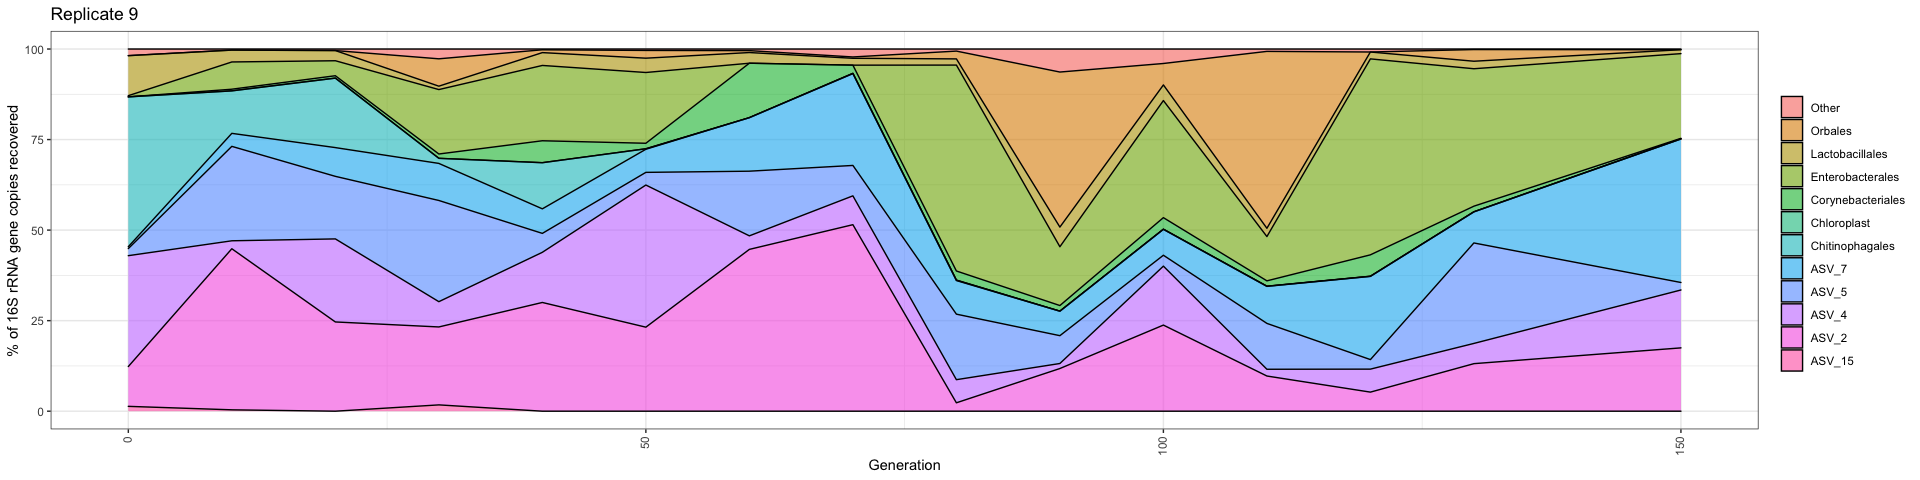 Replicate 9
% of 16S rRNA gene copies recovered
100
75
50
25
0
0
50
100
150
Generation
Other
Orbales
Lactobacillales
Enterobacterales
Corynebacteriales
Chloroplast
Chitinophagales
ASV_7
ASV_5
ASV_4
ASV_2
ASV_15